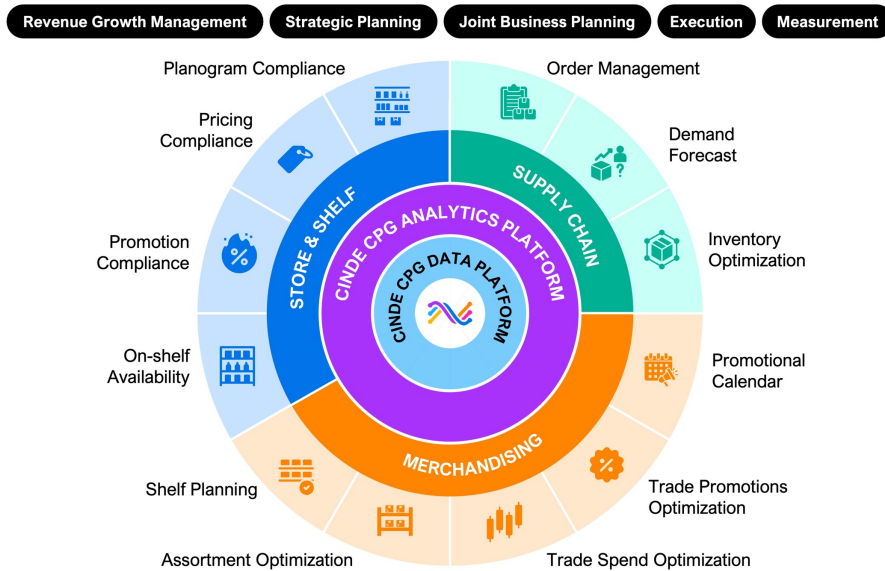 Revenue Growth Management
Strategic Planning
Joint Business Planning
Execution
Measurement
Planogram Compliance
Order Management
Pricing
Compliance
Demand
Forecast
Promotion
Compliance
Inventory
Optimization
On-shelf
Availability
Promotional
Calendar
Shelf Planning
Trade Promotions
Optimization
Assortment Optimization
Trade Spend Optimization
STORE & SHELF
SUPPLY CHAIN
MERCHANDISING
CINDE CPG ANALYTICS PLATFORM
CINDE CPG DATA PLATFORM